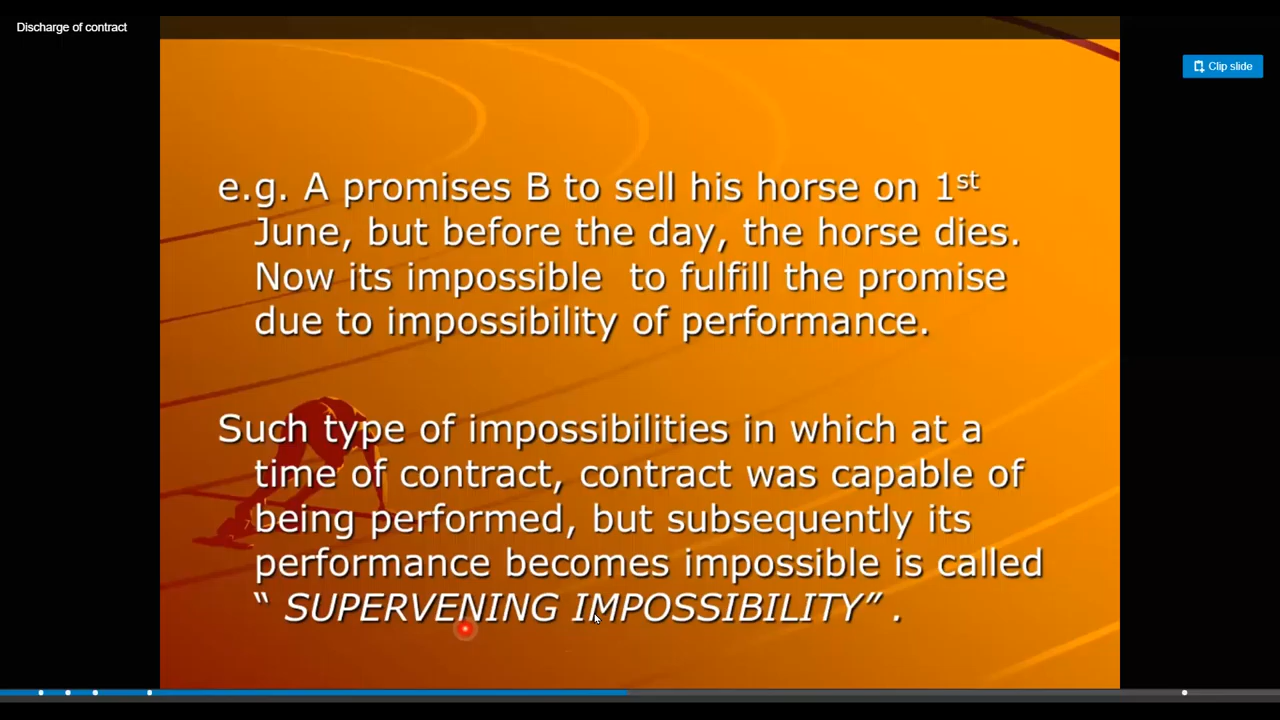 Discharge of contract
Clip slide
e.g. A promises B to sell his horse on 1st
June, but before the day, the horse dies.
Now its impossible to fulfill the promise
due to impossibility of performance.
Such type of impossibilities in which at a
time of contract, contract was capable of
being performed, but subsequently its
performance becomes impossible is called
“ SUPERVENING IMPOSSIBILITY” .